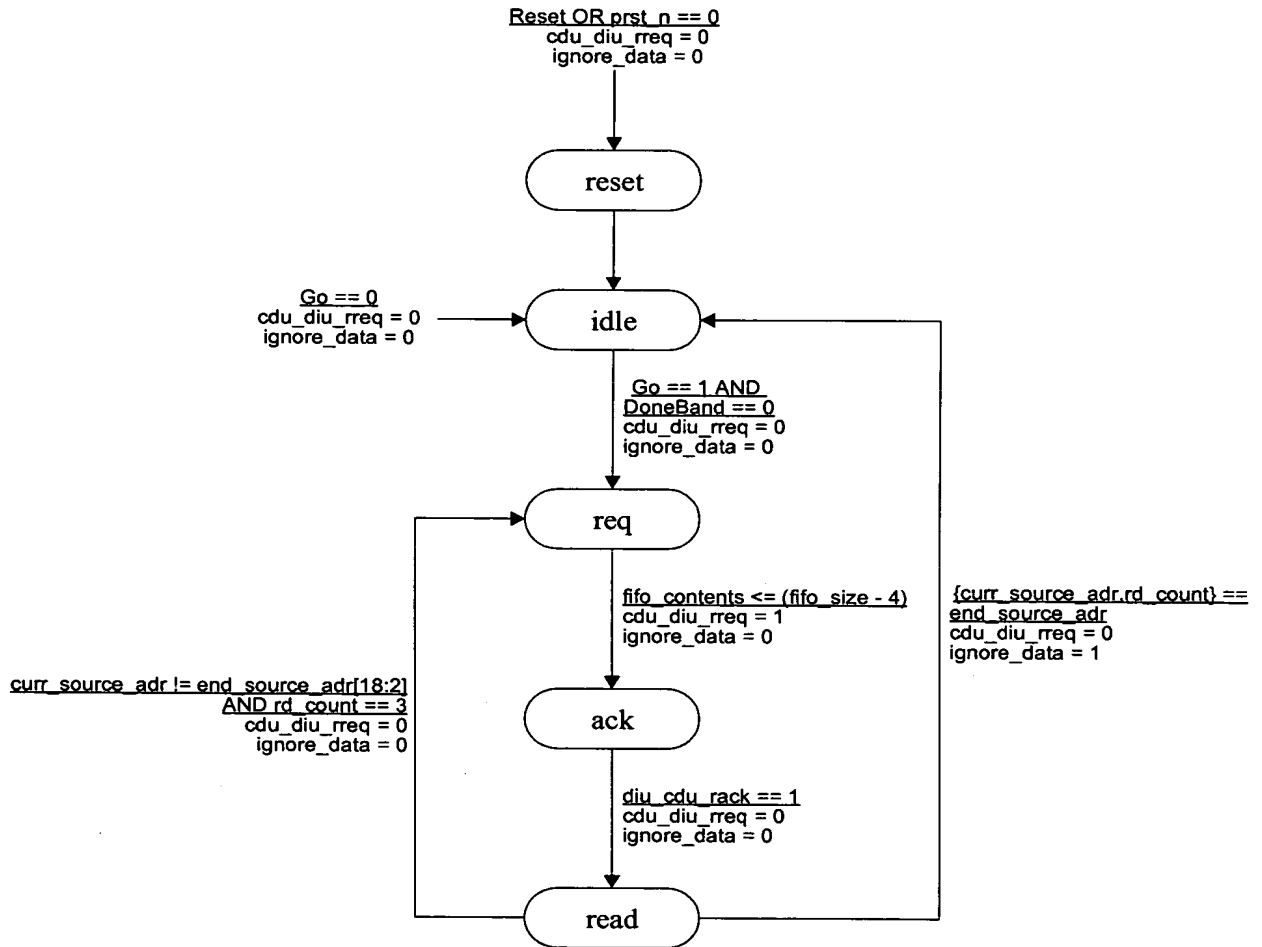 Reset OR prst_n == 0
cdu_diu_rreq = 0
ignore_data = 0
reset
Go == 0
cdu_diu_rreq = 0
ignore_data = 0
idle
Go == 1 AND
DoneBand == 0
cdu_diu_rreq = 0
ignore_data = 0
req
fifo_contents <= (fifo_size - 4)
cdu_diu_rreq = 1
ignore_data = 0
{curr_source_adr,rd_count} ==
end_source_adr
cdu_diu_rreq = 0
ignore_data = 1
curr_source_adr != end_source_adr[18:2]
AND rd_count == 3
cdu_diu_rreq = 0
ignore_data = 0
ack
diu_cdu_rack == 1
cdu_diu_rreq = 0
ignore_data = 0
read